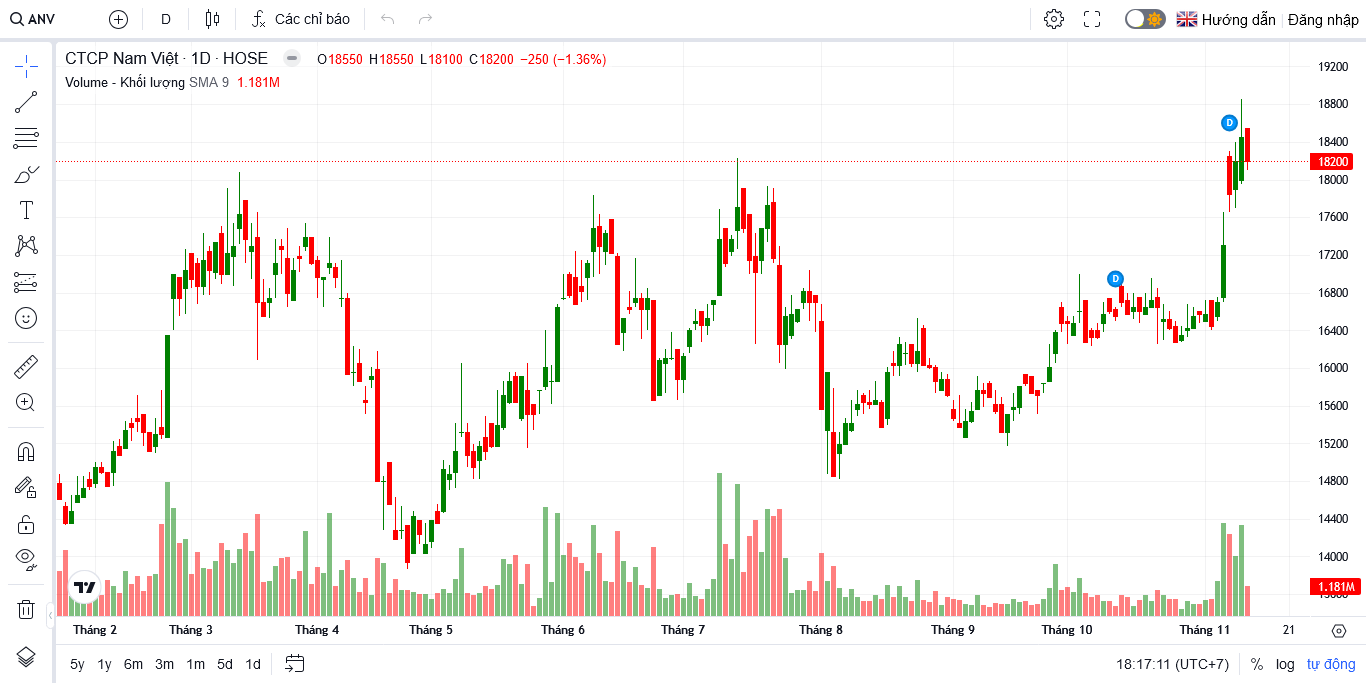 ANV D Các chỉ báo Hướng dẫn Đăng nhập
CTCP Nam Việt · 1D · HOSE O18550 H18550 L18100 C18200 −250 (−1.36%)
Volume - Khối lượng SMA 9 1.181M
19200
18800
18400
18200
18000
17600
17200
16800
16400
16000
15600
15200
14800
14400
14000
1.181M
D
D
Tháng 2 Tháng 3 Tháng 4 Tháng 5 Tháng 6 Tháng 7 Tháng 8 Tháng 9 Tháng 10 Tháng 11 21
5y 1y 6m 3m 1m 5d 1d 18:17:11 (UTC+7) % log tự động